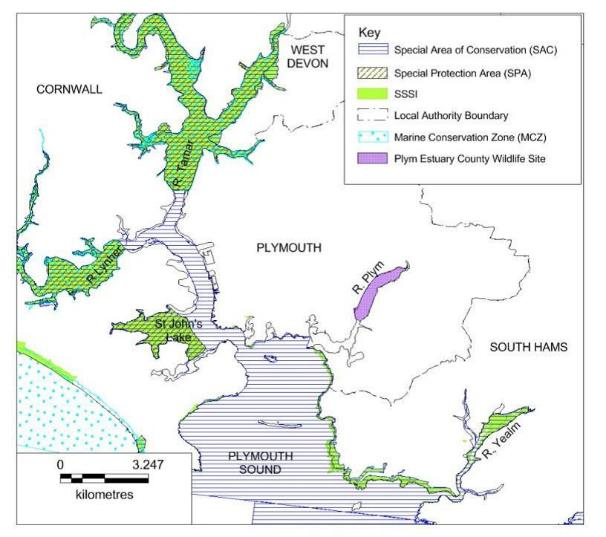 WEST
DEVON
CORNWALL
Key
Special Area of Conservation (SAC)
Special Protection Area (SPA)
SSSI
Local Authority Boundary
Marine Conservation Zone (MCZ)
Plym Estuary County Wildlife Site
R. Tamar
PLYMOUTH
R Lynher
R. Plym
St John's
Lake
SOUTH HAMS
R. Yealm
PLYMOUTH
SOUND
0 3.247
kilometres